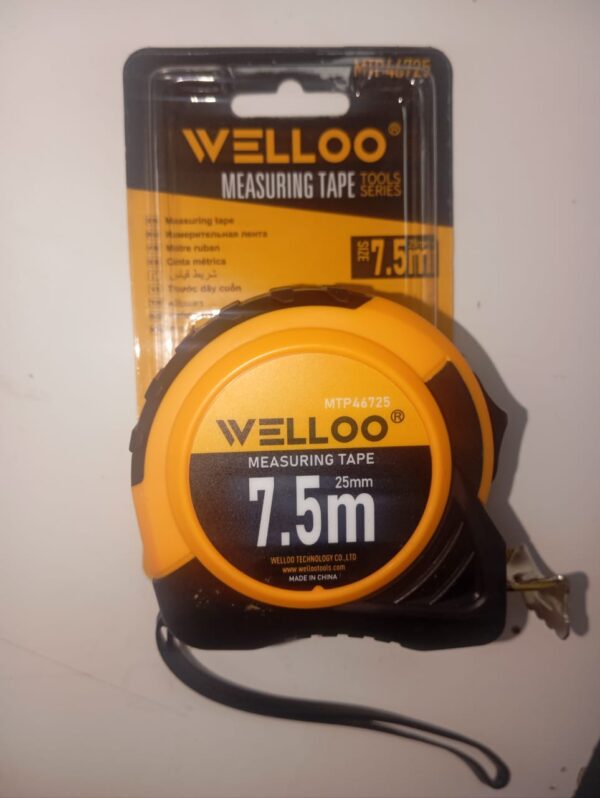 MTP46725
WELLOO®
MEASURING TAPE TOOLS SERIES
Measuring tape
Измерительная лента
Mètre ruban
Cinta métrica
شريط قياس
Thước dây cuốn
SIZE 7.5m 25mm
MTP46725
WELLOO®
MEASURING TAPE
25mm
7.5m
WELLOO TECHNOLOGY CO.,LTD
www.wellootools.com
MADE IN CHINA